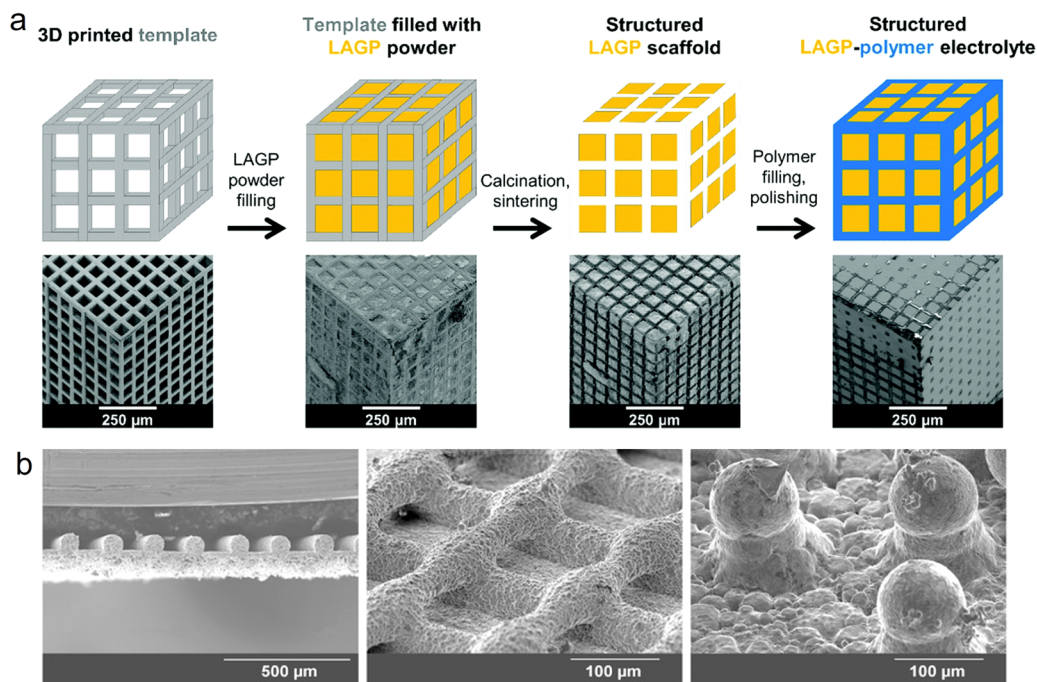 a
3D printed template
Template filled with
LAGP powder
Structured
LAGP scaffold
Structured
LAGP-polymer electrolyte
LAGP
powder
filling
Calcination,
sintering
Polymer
filling,
polishing
250 µm
250 µm
250 µm
250 µm
b
500 µm
100 µm
100 µm